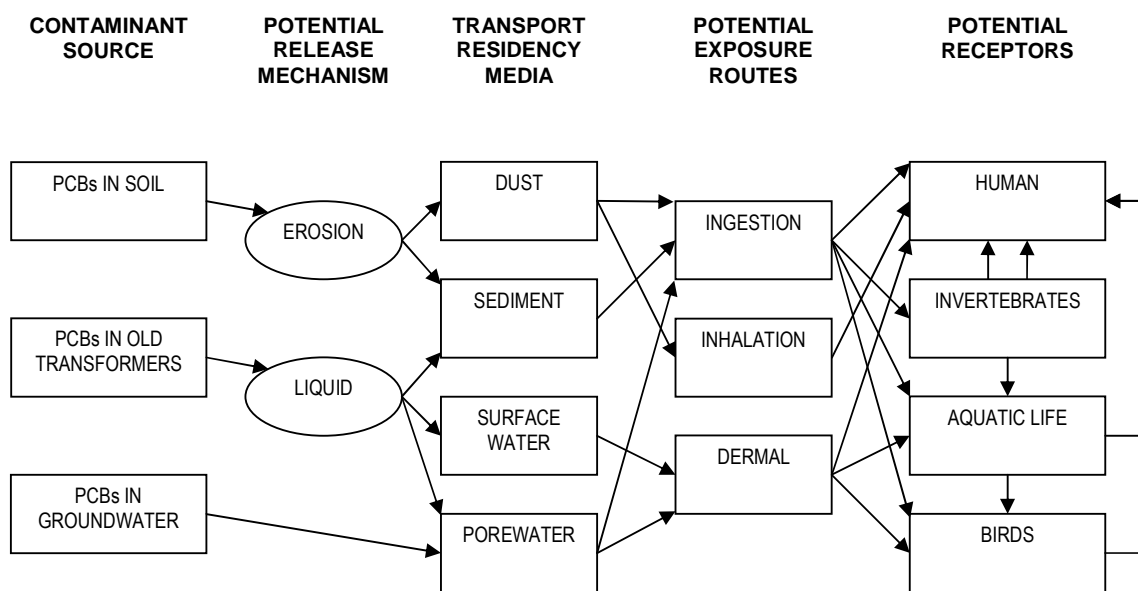 CONTAMINANT
SOURCE
POTENTIAL
RELEASE
MECHANISM
TRANSPORT
RESIDENCY
MEDIA
POTENTIAL
EXPOSURE
ROUTES
POTENTIAL
RECEPTORS
PCBs IN SOIL
PCBs IN OLD
TRANSFORMERS
PCBs IN
GROUNDWATER
EROSION
LIQUID
DUST
SEDIMENT
SURFACE
WATER
POREWATER
INGESTION
INHALATION
DERMAL
HUMAN
INVERTEBRATES
AQUATIC LIFE
BIRDS